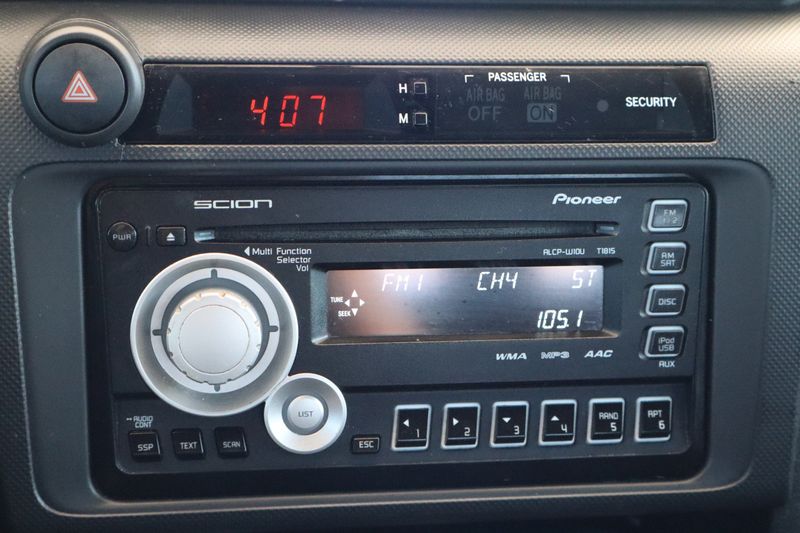 PASSENGER
407 H AIR BAG AIR BAG
M OFF ON SECURITY
SCION Pioneer
PWR FM 1/2
Multi Function ALCP-W10U T1815
Selector
Vol
FM1 CH4 ST
AM
SAT
TUNE
SEEK
105.1 DISC
WMA MP3 AAC
iPod
USB
AUX
AUDIO
CONT
SSP TEXT SCAN LIST ESC
1 2 3 4 RAND 5 RPT 6